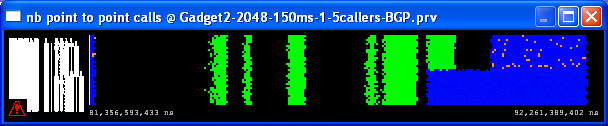 nb point to point calls @ Gadget2-2048-150ms-1-5callers-BGP.prv
81,356,593,433 ns
92,261,389,402 ns